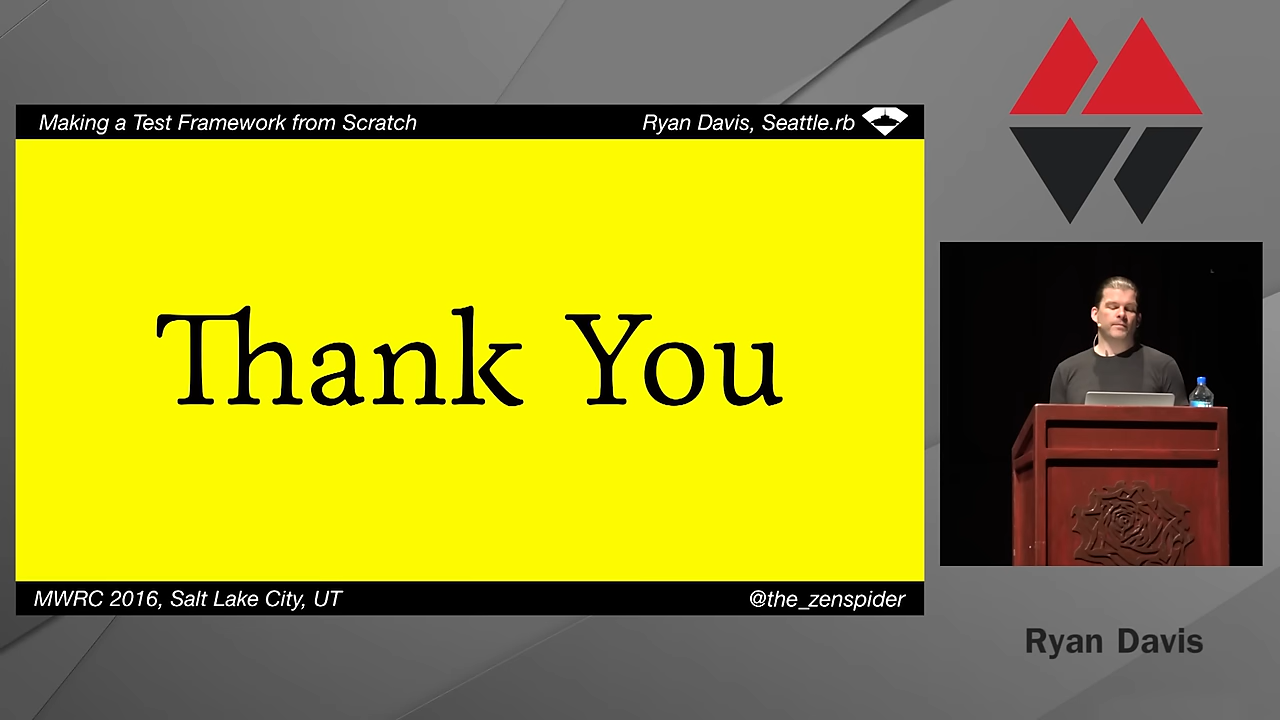 Making a Test Framework from Scratch
Ryan Davis, Seattle.rb
Thank You
MWRC 2016, Salt Lake City, UT
@the_zenspider
Ryan Davis